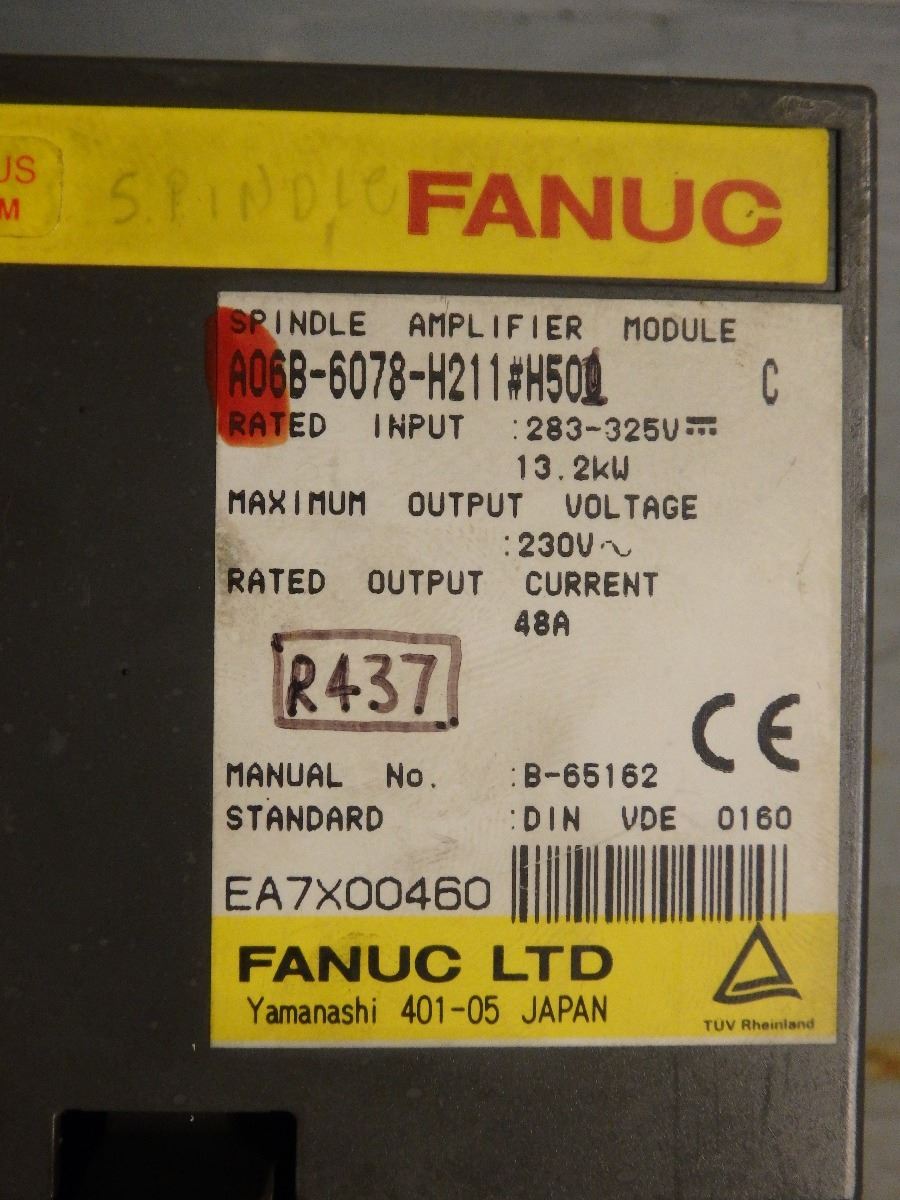 US
M
SPINDlE
FANUC
SPINDLE AMPLIFIER MODULE
A06B-6078-H211#H501 C
RATED INPUT :283-325V⎓
13.2kW
MAXIMUM OUTPUT VOLTAGE
:230V～
RATED OUTPUT CURRENT
48A
R437
CE
MANUAL No. :B-65162
STANDARD :DIN VDE 0160
EA7X00460
FANUC LTD
Yamanashi 401-05 JAPAN
TÜV Rheinland